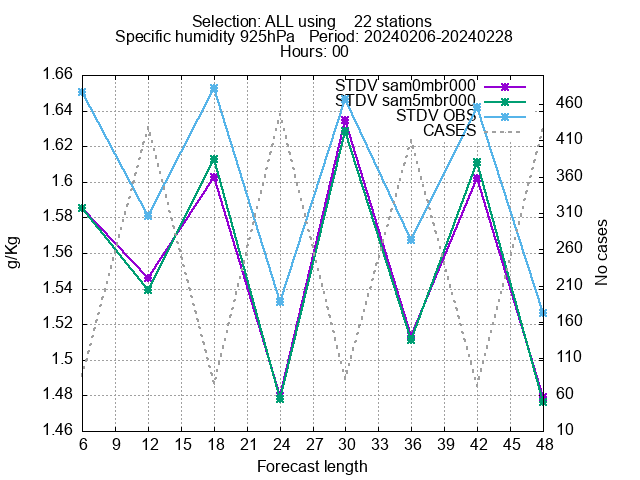 Selection: ALL using    22 stations
Specific humidity 925hPa   Period: 20240206-20240228
Hours: 00
STDV sam0mbr000
STDV sam5mbr000
STDV OBS
CASES
1.66
1.64
1.62
1.6
1.58
1.56
1.54
1.52
1.5
1.48
1.46
g/Kg
460
410
360
310
260
210
160
110
60
10
No cases
6 9 12 15 18 21 24 27 30 33 36 39 42 45 48
Forecast length